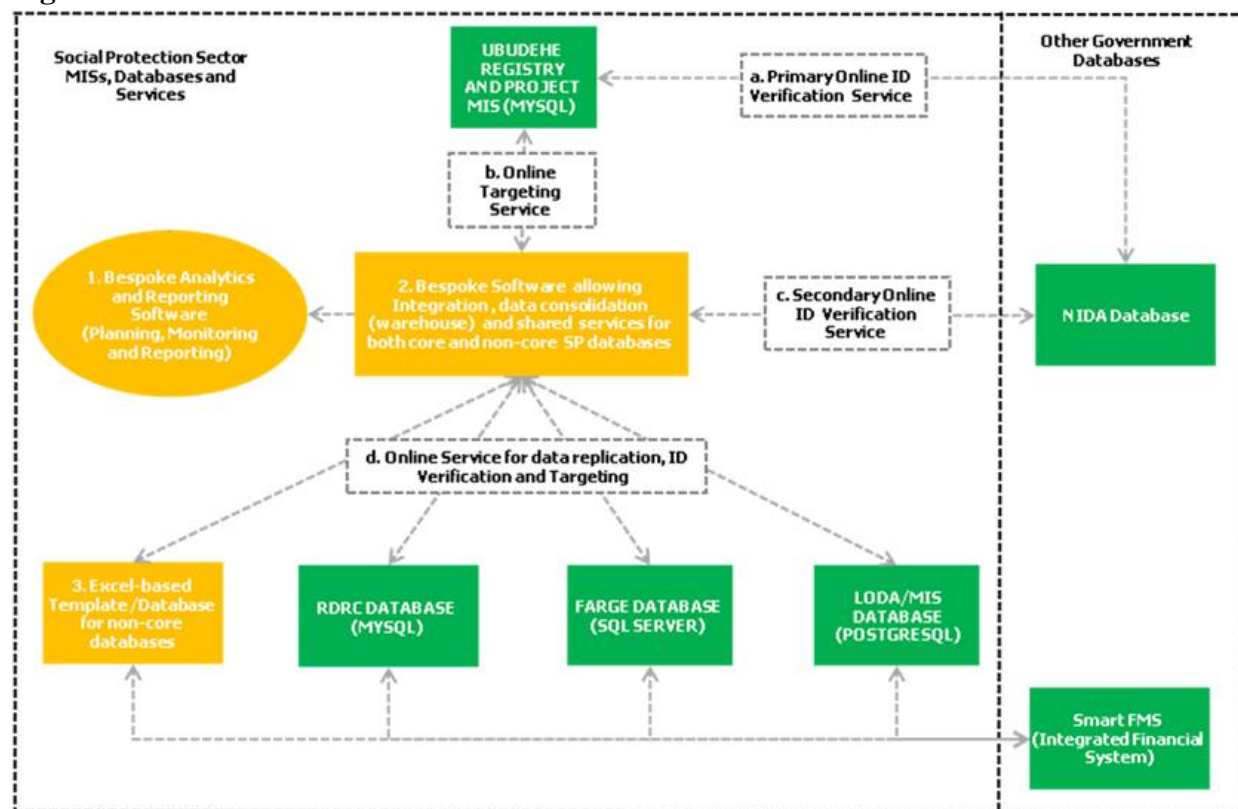 Social Protection Sector
MISs, Databases and
Services
UBUDEHE
REGISTRY
AND PROJECT
MIS (MYSQL)
a. Primary Online ID
Verification Service
Other Government
Databases
b. Online
Targeting
Service
1. Bespoke Analytics
and Reporting
Software
(Planning, Monitoring
and Reporting)
2. Bespoke Software allowing
Integration, data consolidation
(warehouse) and shared services for
both core and non-core SP databases
c. Secondary Online
ID Verification
Service
NIDA Database
d. Online Service for data replication, ID
Verification and Targeting
3. Excel-based
Template/Database
for non-core
databases
RDRC DATABASE
(MYSQL)
FARGE DATABASE
(SQL SERVER)
LODA/MIS
DATABASE
(POSTGRESQL)
Smart FMS
(Integrated Financial
System)